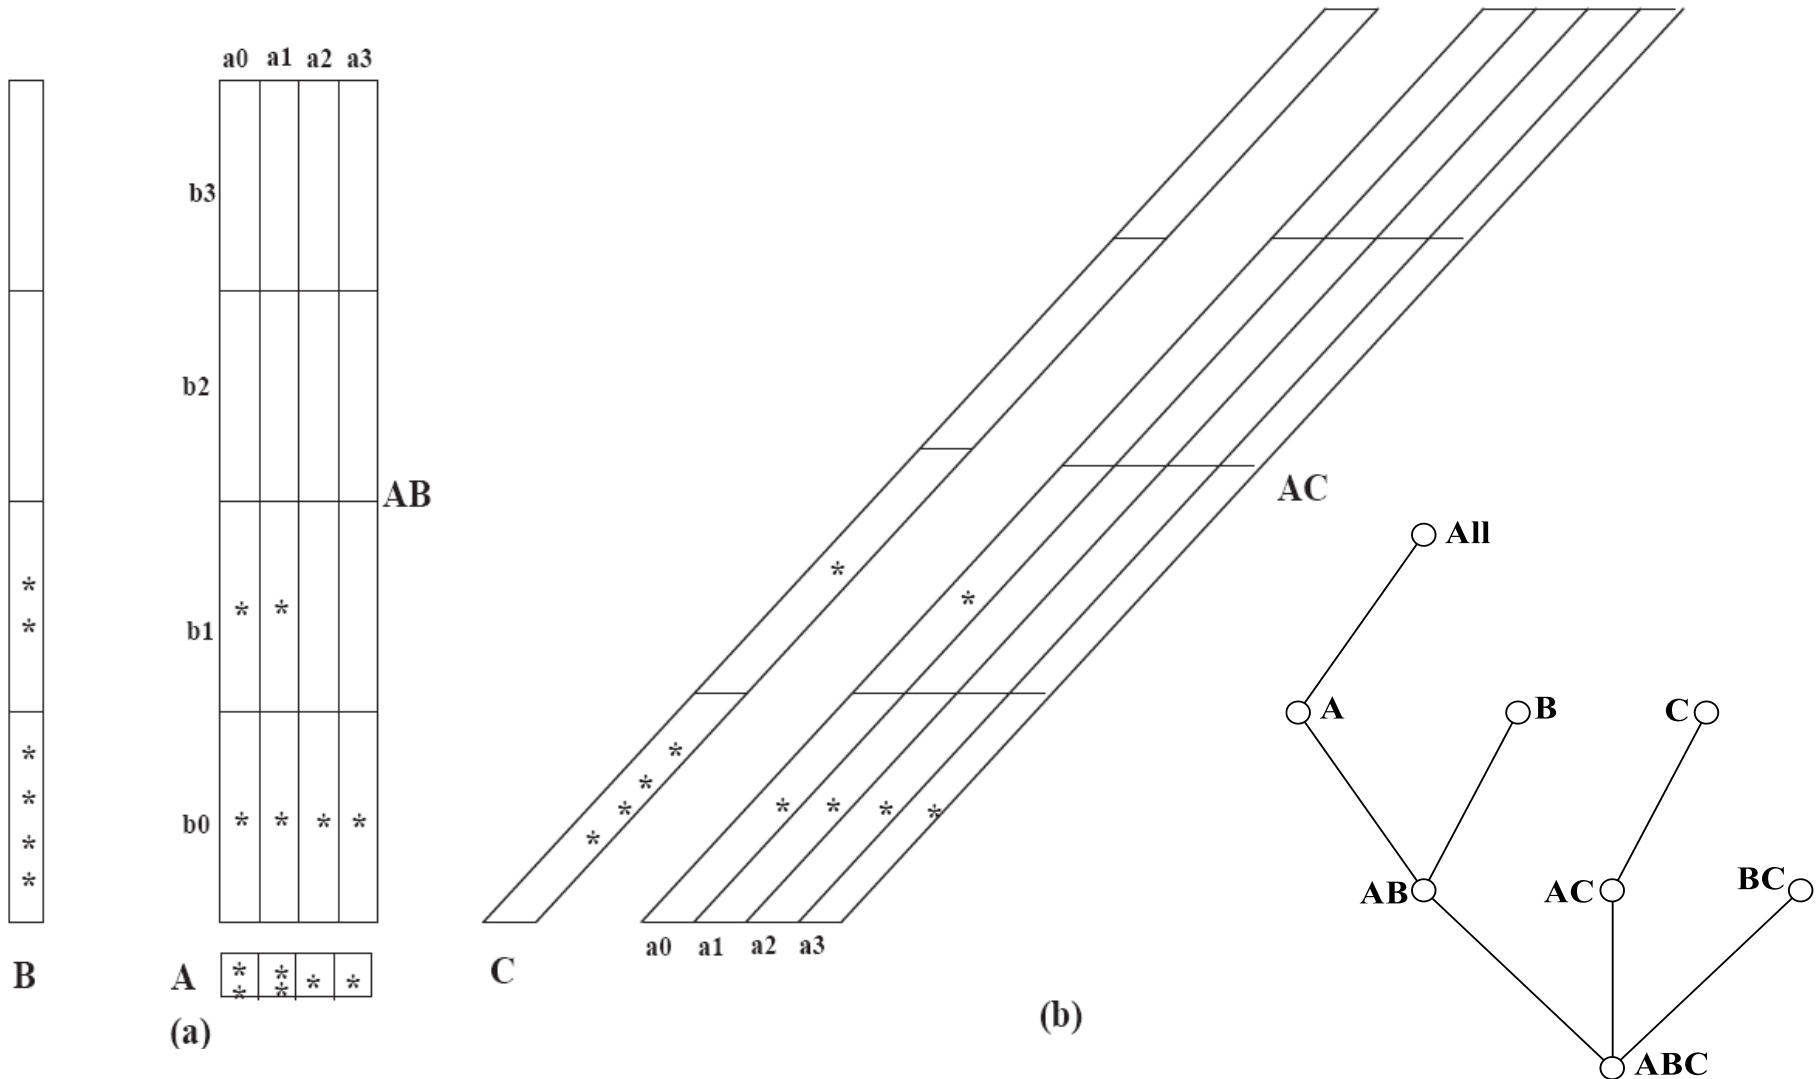 a0 a1 a2 a3
b3
b2
AB
* *
* * b1
* * * *
b0
* * * *
B
A
* * * *
* *
(a)
*
* * * *
C
*
* * * *
a0 a1 a2 a3
AC
(b)
All
A B C
AB AC BC
ABC